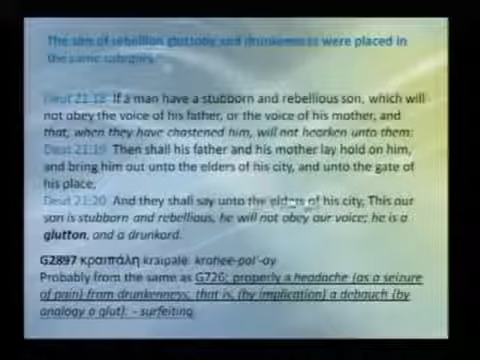 The sins of rebellion gluttony and drunkenness were placed in
the same category
Deut 21:18 If a man have a stubborn and rebellious son, which will
not obey the voice of his father, or the voice of his mother, and
that, when they have chastened him, will not hearken unto them:
Deut 21:19 Then shall his father and his mother lay hold on him,
and bring him out unto the elders of his city, and unto the gate of
his place;
Deut 21:20 And they shall say unto the elders of his city, This our
son is stubborn and rebellious, he will not obey our voice; he is a
glutton, and a drunkard.
G2897 κραιπάλη kraipalē krahee-pal'-ay
Probably from the same as G726; properly a headache (as a seizure
of pain) from drunkenness, that is, (by implication) a debauch (by
analogy a glut): - surfeiting.